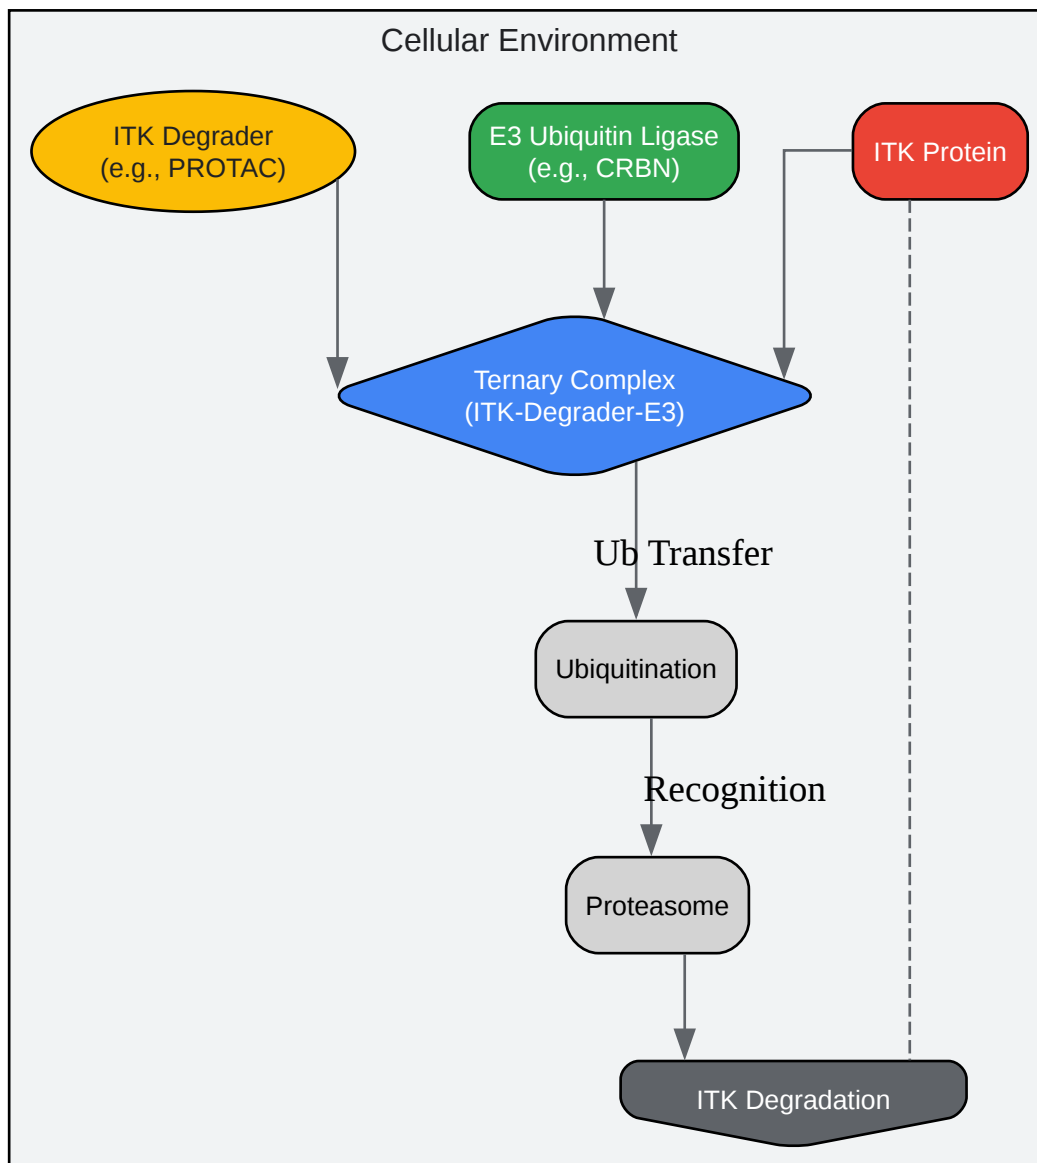 Cellular Environment
ITK Degrader
(e.g., PROTAC)
E3 Ubiquitin Ligase
(e.g., CRBN)
ITK Protein
Ternary Complex
(ITK-Degrader-E3)
Ub Transfer
Ubiquitination
Recognition
Proteasome
ITK Degradation